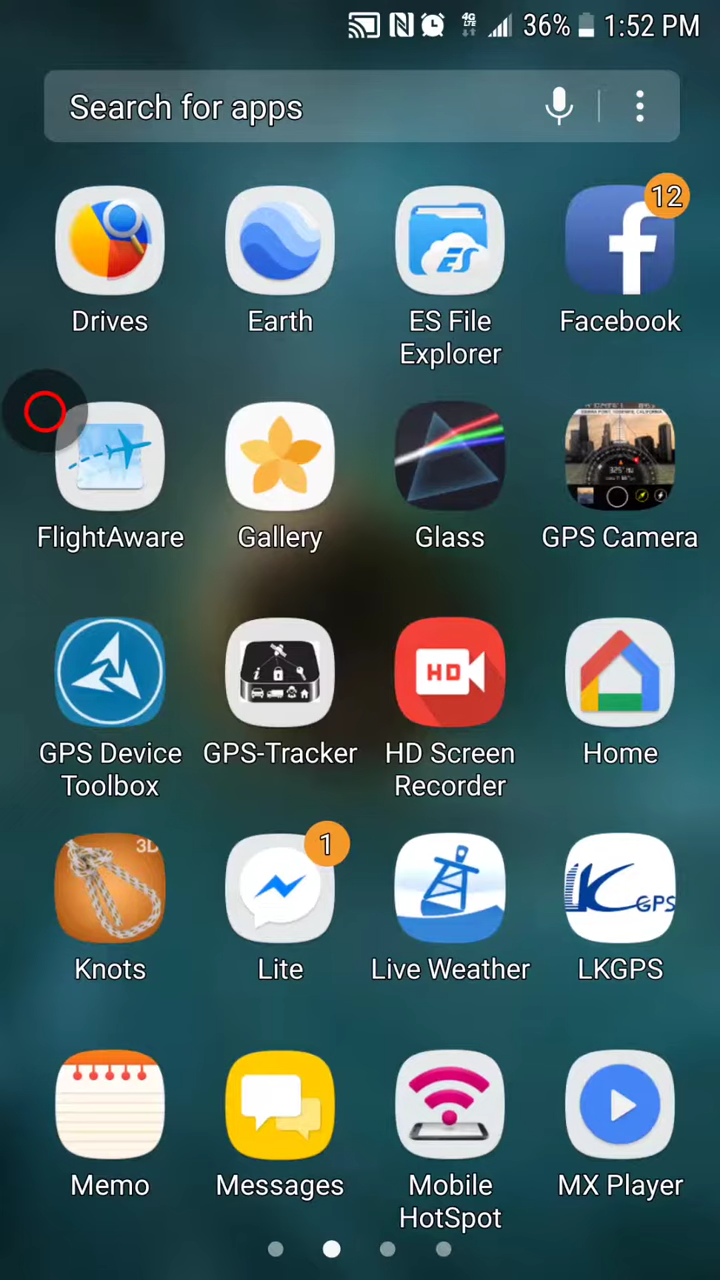 36% 1:52 PM
Search for apps
12
Drives
Earth
ES File
Explorer
Facebook
FlightAware
Gallery
Glass
GPS Camera
HD
GPS Device
Toolbox
GPS-Tracker
HD Screen
Recorder
Home
3D
1
LK GPS
Knots
Lite
Live Weather
LKGPS
Memo
Messages
Mobile
HotSpot
MX Player